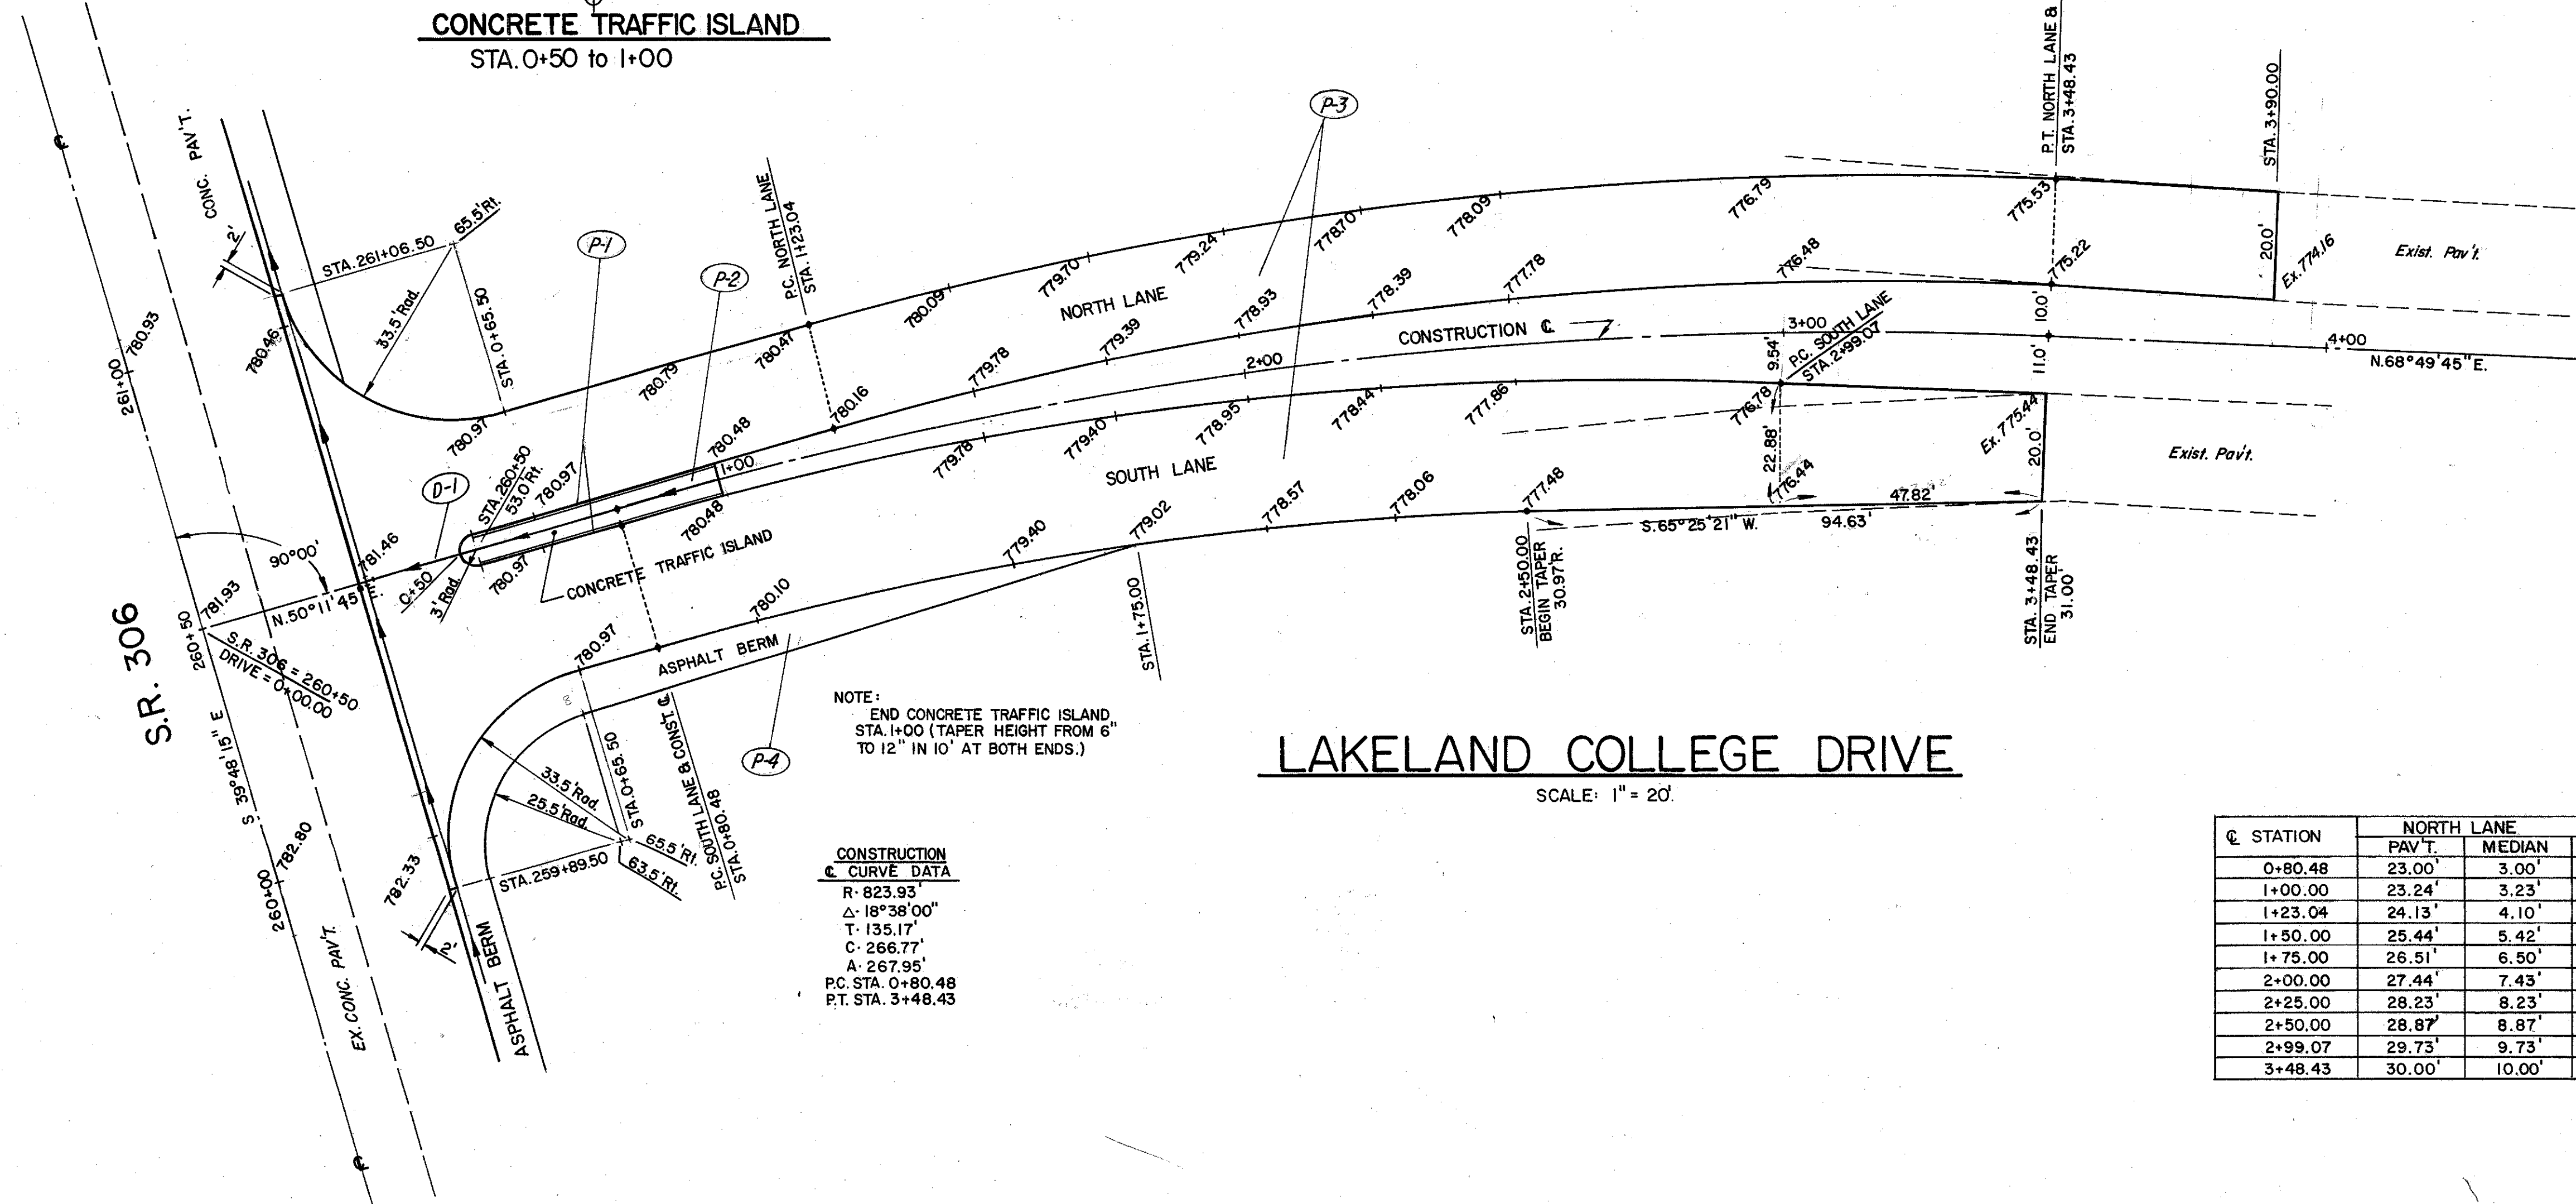 CONCRETE TRAFFIC ISLAND
STA. 0+50 to 1+00
CONC. PAV'T.
2'
STA. 261+06.50
65.5' Rt.
33.5' Rad.
STA. 0+65.50
P-1
P-2
P-3
P.C. NORTH LANE
STA. 1+23.04
P.T. NORTH LANE &
STA. 3+48.43
STA. 3+90.00
780.93
261+00
780.46
780.97
780.79
780.47
780.09
779.70
779.24
778.70
778.09
776.79
775.53
20.0'
Ex. 774.16
Exist. Pav't.
NORTH LANE
780.48
780.16
779.78
779.39
778.93
778.39
777.78
776.48
775.22
10.0'
CONSTRUCTION ℄
1+00
2+00
3+00
4+00
N. 68° 49' 45" E.
9.54'
P.C. SOUTH LANE
STA. 2+99.07
11.0'
D-1
STA. 260+50
53.0 Rt.
780.97
780.48
779.78
779.40
778.95
778.44
777.86
776.78
22.88'
Ex. 775.44
20.0'
Exist. Pav't.
SOUTH LANE
90°00'
781.46
0+50
3' Rad.
780.97
CONCRETE TRAFFIC ISLAND
781.93
N. 50° 11' 45" E.
260+50
S.R. 306 = 260+50
DRIVE = 0+00.00
S.R. 306
S. 39° 48' 15" E
780.97
780.10
779.40
779.02
778.57
778.06
777.48
776.44
47.82'
S. 65° 25' 21" W.
94.63'
ASPHALT BERM
STA. 1+75.00
STA. 2+50.00
BEGIN TAPER
30.97' R.
STA. 3+48.43
END TAPER
31.00'
8'
33.5' Rad.
25.5' Rad.
STA. 0+65.50
P.C. SOUTH LANE & CONST. ℄
STA. 0+80.48
65.5' Rt.
63.5' Rt.
STA. 259+89.50
P-4
782.80
260+00
782.33
2'
EX. CONC. PAV'T.
ASPHALT BERM
NOTE:
END CONCRETE TRAFFIC ISLAND
STA. 1+00 (TAPER HEIGHT FROM 6"
TO 12" IN 10' AT BOTH ENDS.)
LAKELAND COLLEGE DRIVE
SCALE: 1" = 20'.
CONSTRUCTION
℄ CURVE DATA
R· 823.93'
△· 18°38'00"
T· 135.17'
C· 266.77'
A· 267.95'
P.C. STA. 0+80.48
P.T. STA. 3+48.43
℄ STATION NORTH LANE
PAV'T. MEDIAN
0+80.48 23.00' 3.00'
1+00.00 23.24' 3.23'
1+23.04 24.13' 4.10'
1+50.00 25.44' 5.42'
1+75.00 26.51' 6.50'
2+00.00 27.44' 7.43'
2+25.00 28.23' 8.23'
2+50.00 28.87' 8.87'
2+99.07 29.73' 9.73'
3+48.43 30.00' 10.00'